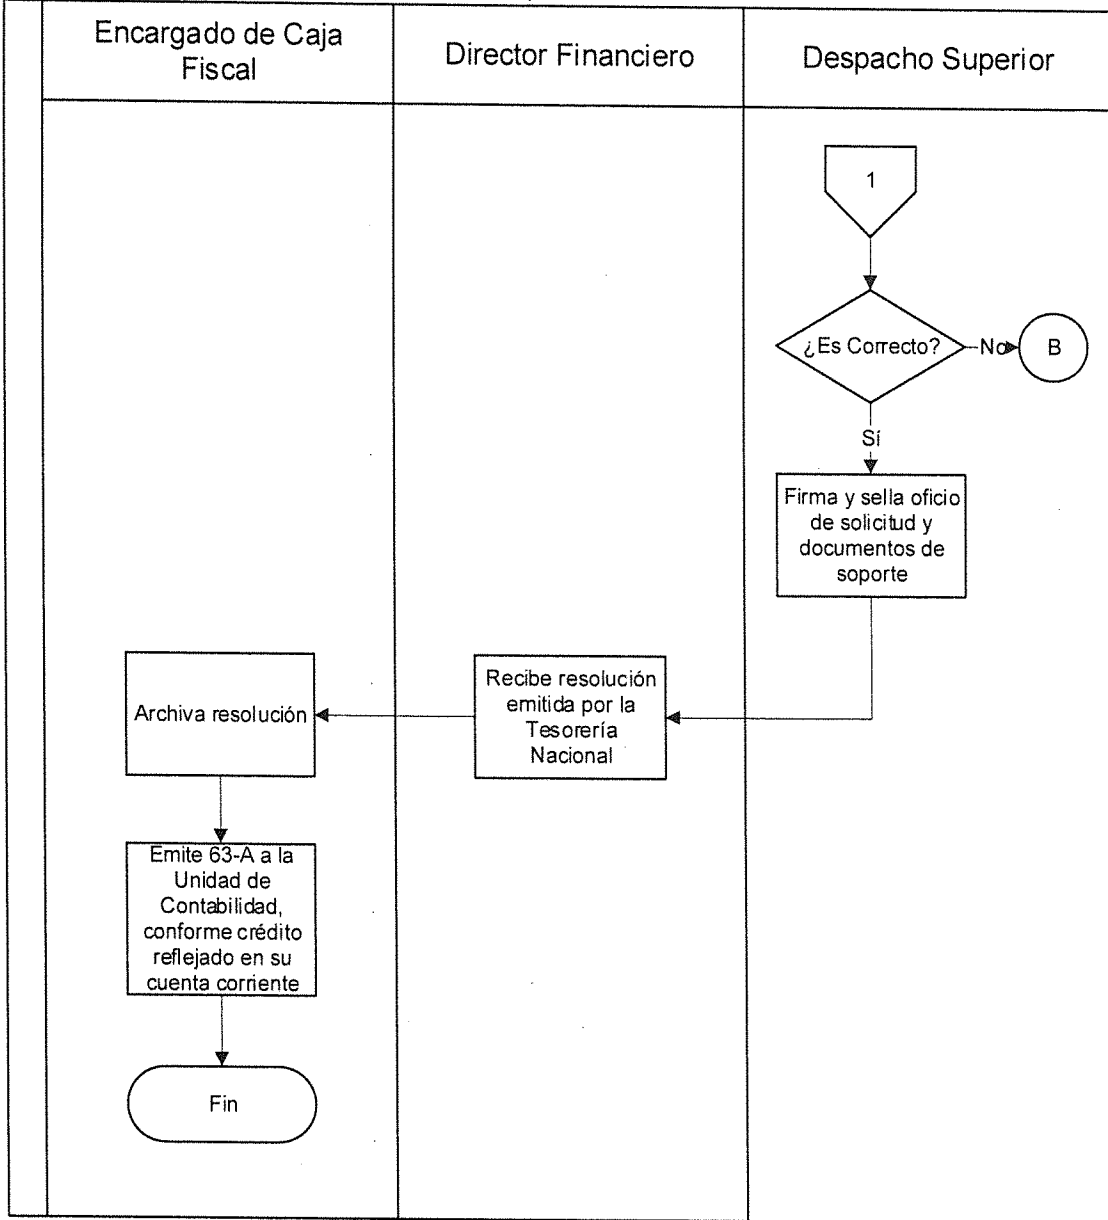 Encargado de Caja
Fiscal
Director Financiero
Despacho Superior
1
¿Es Correcto?
No
B
Sí
Firma y sella oficio
de solicitud y
documentos de
soporte
Recibe resolución
emitida por la
Tesorería
Nacional
Archiva resolución
Emite 63-A a la
Unidad de
Contabilidad,
conforme crédito
reflejado en su
cuenta corriente
Fin